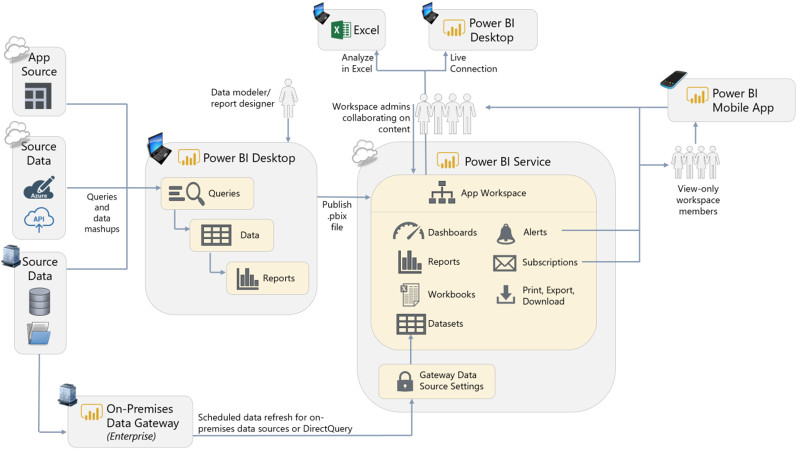 Excel
Analyze
in Excel
Power BI
Desktop
Live
Connection
App
Source
Data modeler/
report designer
Workspace admins
collaborating on
content
Power BI
Mobile App
View-only
workspace
members
Source
Data
Azure
API
Queries
and
data
mashups
Power BI Desktop
Queries
Data
Reports
Publish
.pbix
file
Power BI Service
App Workspace
Dashboards
Alerts
Reports
Subscriptions
Workbooks
Print, Export,
Download
Datasets
Gateway Data
Source Settings
Source
Data
On-Premises
Data Gateway
(Enterprise)
Scheduled data refresh for on-
premises data sources or DirectQuery